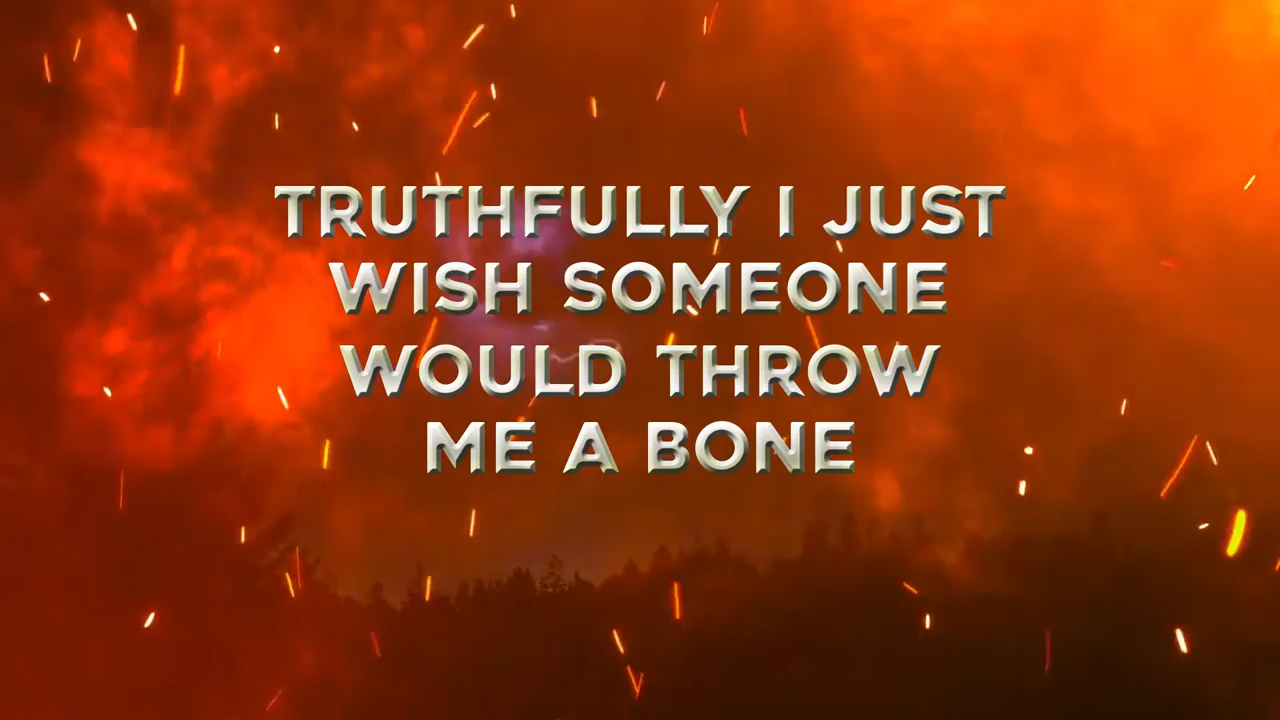 TRUTHFULLY I JUST
WISH SOMEONE
WOULD THROW
ME A BONE